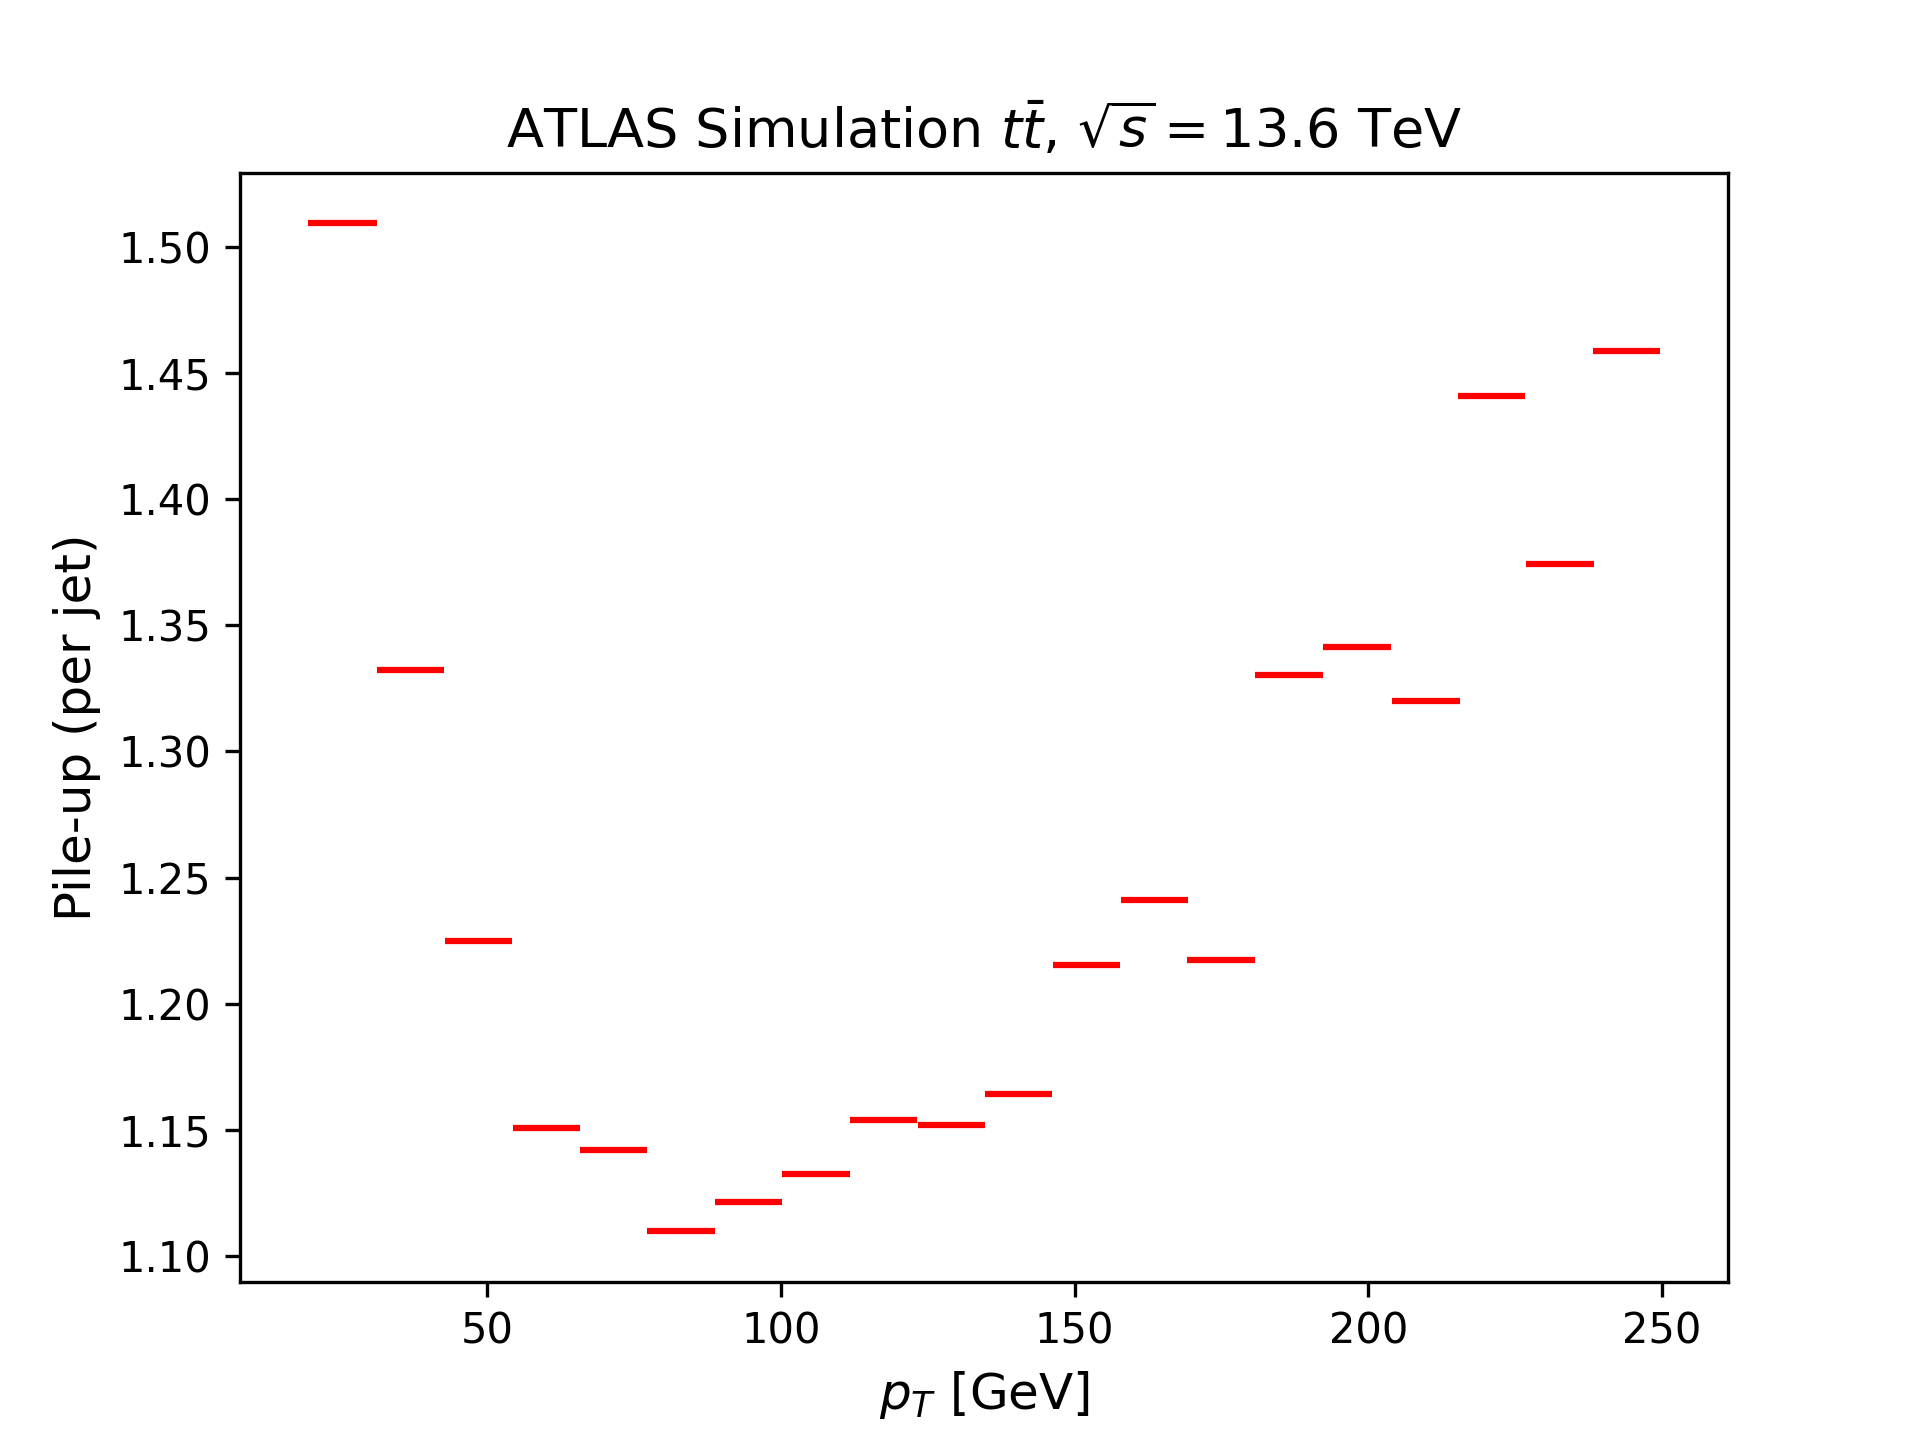 ATLAS Simulation $t\bar{t}$, $\sqrt{s} = 13.6$ TeV
Pile-up (per jet)
1.50
1.45
1.40
1.35
1.30
1.25
1.20
1.15
1.10
50 100 150 200 250
$p_T$ [GeV]